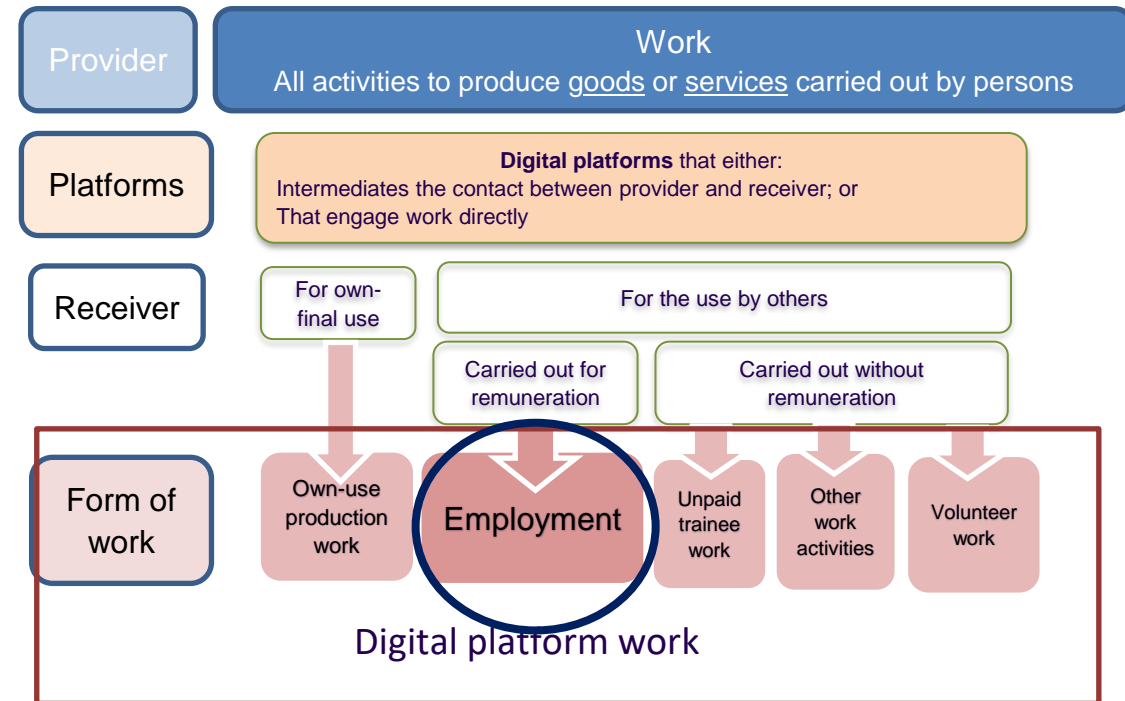 Provider
Work
All activities to produce goods or services carried out by persons
Platforms
Digital platforms that either:
Intermediates the contact between provider and receiver; or
That engage work directly
Receiver
For own-
final use
For the use by others
Carried out for
remuneration
Carried out without
remuneration
Form of
work
Own-use
production
work
Employment
Unpaid
trainee
work
Other
work
activities
Volunteer
work
Digital platform work